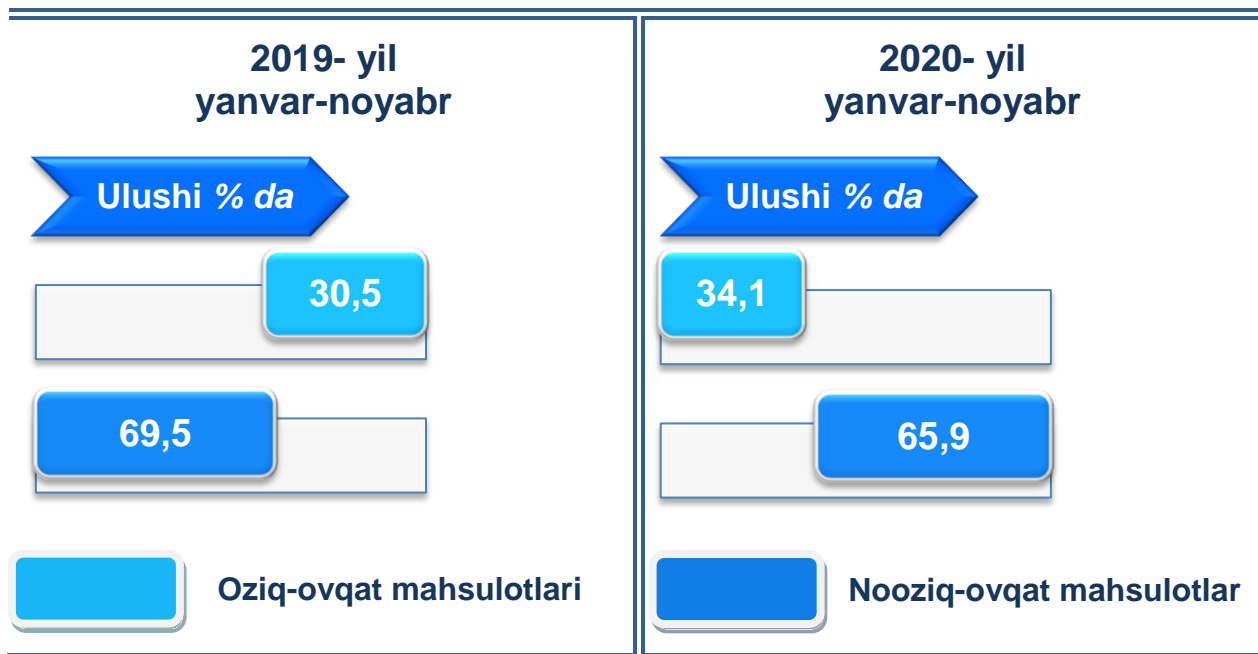 2019- yil
yanvar-noyabr
Ulushi % da
30,5
69,5
Oziq-ovqat mahsulotlari
2020- yil
yanvar-noyabr
Ulushi % da
34,1
65,9
Nooziq-ovqat mahsulotlar